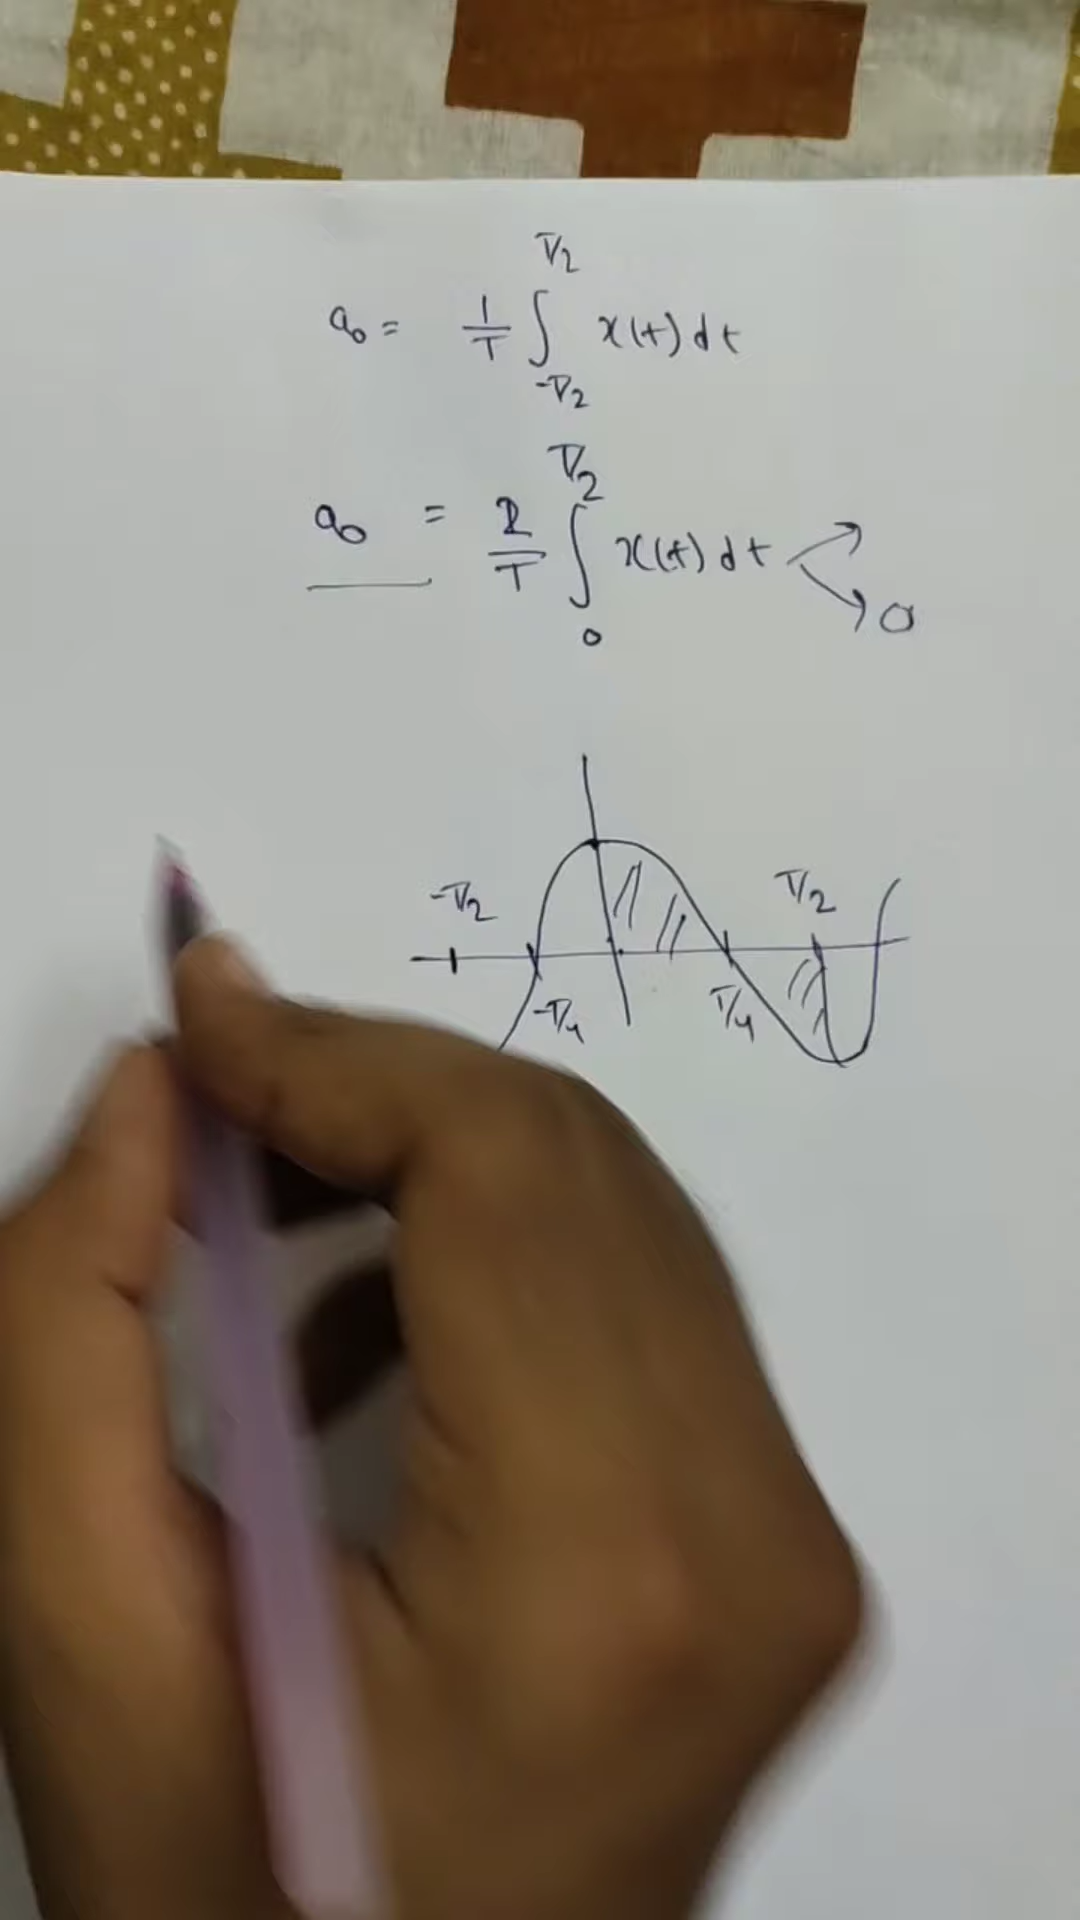 a₀ = 1/T ∫_{-T/2}^{T/2} x(t) dt
a₀ = 2/T ∫_{0}^{T/2} x(t) dt → 0
-T/2 T/2
-T/4 T/4